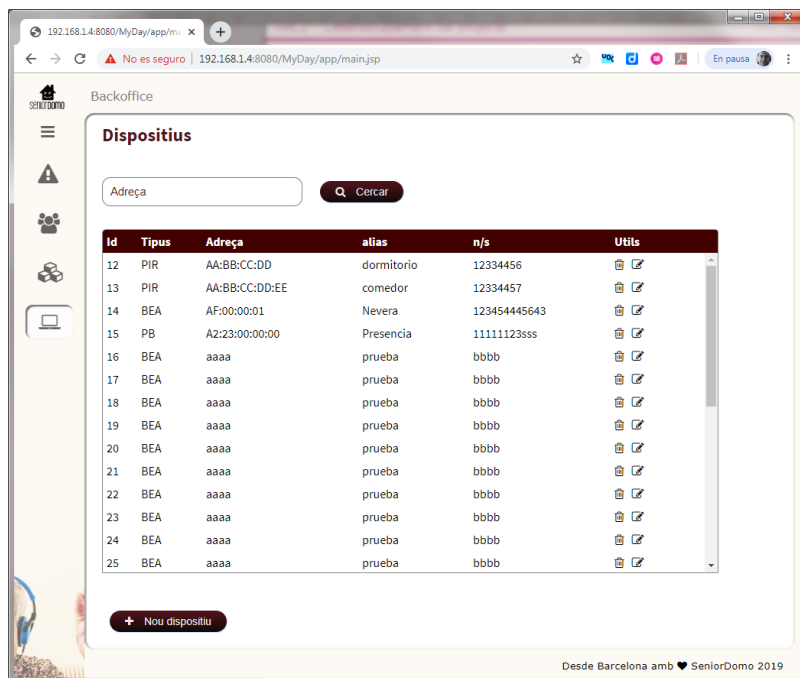 192.168.1.4:8080/MyDay/app/ma
No es seguro 192.168.1.4:8080/MyDay/app/main.jsp En pausa
SENIORDOMO Backoffice
Dispositius
Adreça Cercar
Id Tipus Adreça alias n/s Utils
12 PIR AA:BB:CC:DD dormitorio 12334456
13 PIR AA:BB:CC:DD:EE comedor 12334457
14 BEA AF:00:00:01 Nevera 123454445643
15 PB A2:23:00:00:00 Presencia 11111123sss
16 BEA aaaa prueba bbbb
17 BEA aaaa prueba bbbb
18 BEA aaaa prueba bbbb
19 BEA aaaa prueba bbbb
20 BEA aaaa prueba bbbb
21 BEA aaaa prueba bbbb
22 BEA aaaa prueba bbbb
23 BEA aaaa prueba bbbb
24 BEA aaaa prueba bbbb
25 BEA aaaa prueba bbbb
+ Nou dispositiu
Desde Barcelona amb ♥ SeniorDomo 2019